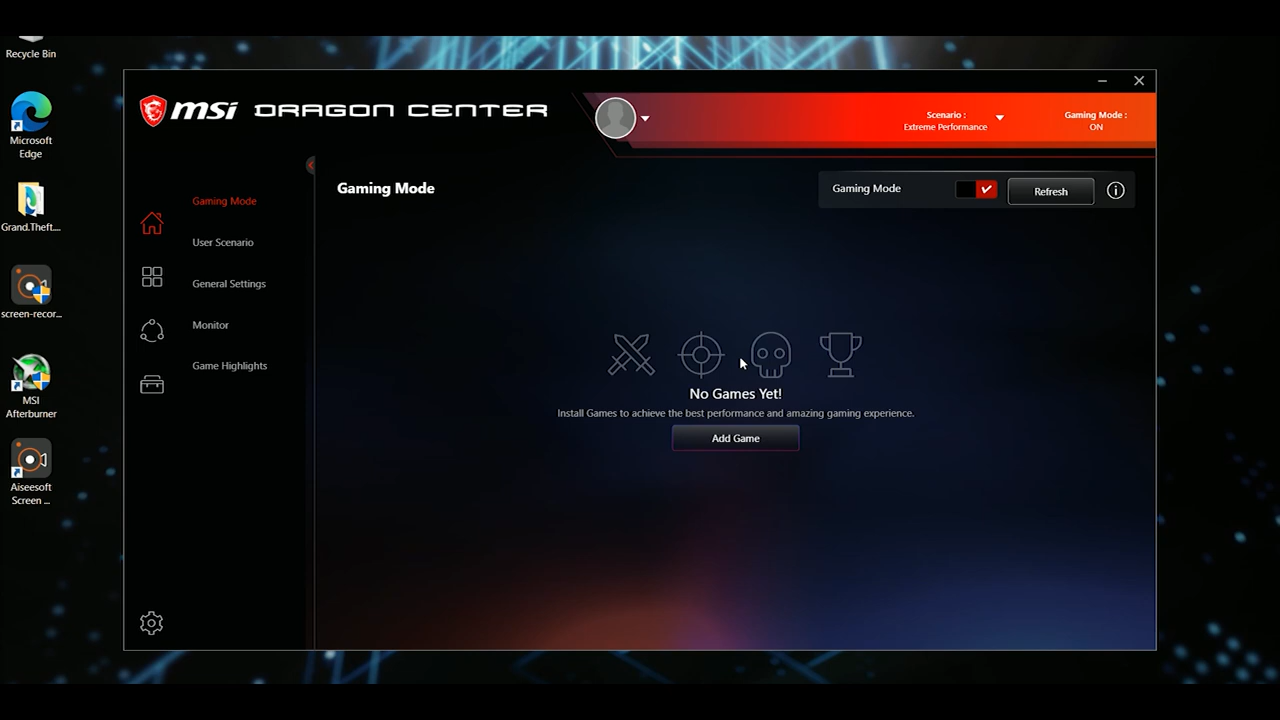 Recycle Bin
Microsoft
Edge
Grand.Theft....
screen-recor...
MSI
Afterburner
Aiseesoft
Screen ...
msi DRAGON CENTER
Scenario :
Extreme Performance
Gaming Mode :
ON
Gaming Mode
User Scenario
General Settings
Monitor
Game Highlights
Gaming Mode
Gaming Mode
Refresh
No Games Yet!
Install Games to achieve the best performance and amazing gaming experience.
Add Game